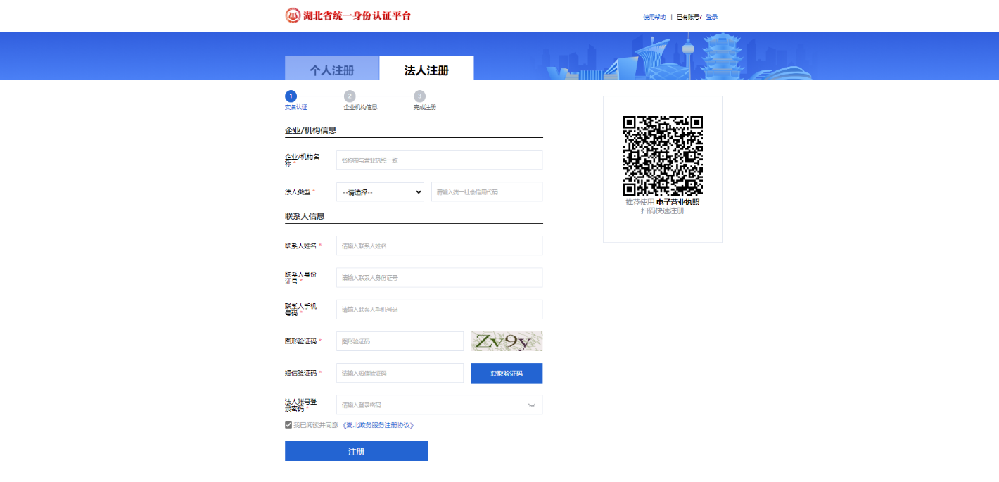 湖北省统一身份认证平台
使用帮助 | 已有账号? 登录
个人注册 法人注册
1 2 3
实名认证 企业机构信息 完成注册
企业/机构信息
企业/机构名
称 *
名称需与营业执照一致
法人类型 * --请选择-- 请输入统一社会信用代码
推荐使用 电子营业执照
扫码快速注册
联系人信息
联系人姓名 * 请输入联系人姓名
联系人身份
证号 *
请输入联系人身份证号
联系人手机
号码 *
请输入联系人手机号码
图形验证码 * 图形验证码 Zv9y
短信验证码 * 请输入短信验证码 获取验证码
法人账号登
录密码 *
请输入登录密码
我已阅读并同意 《湖北政务服务注册协议》
注册